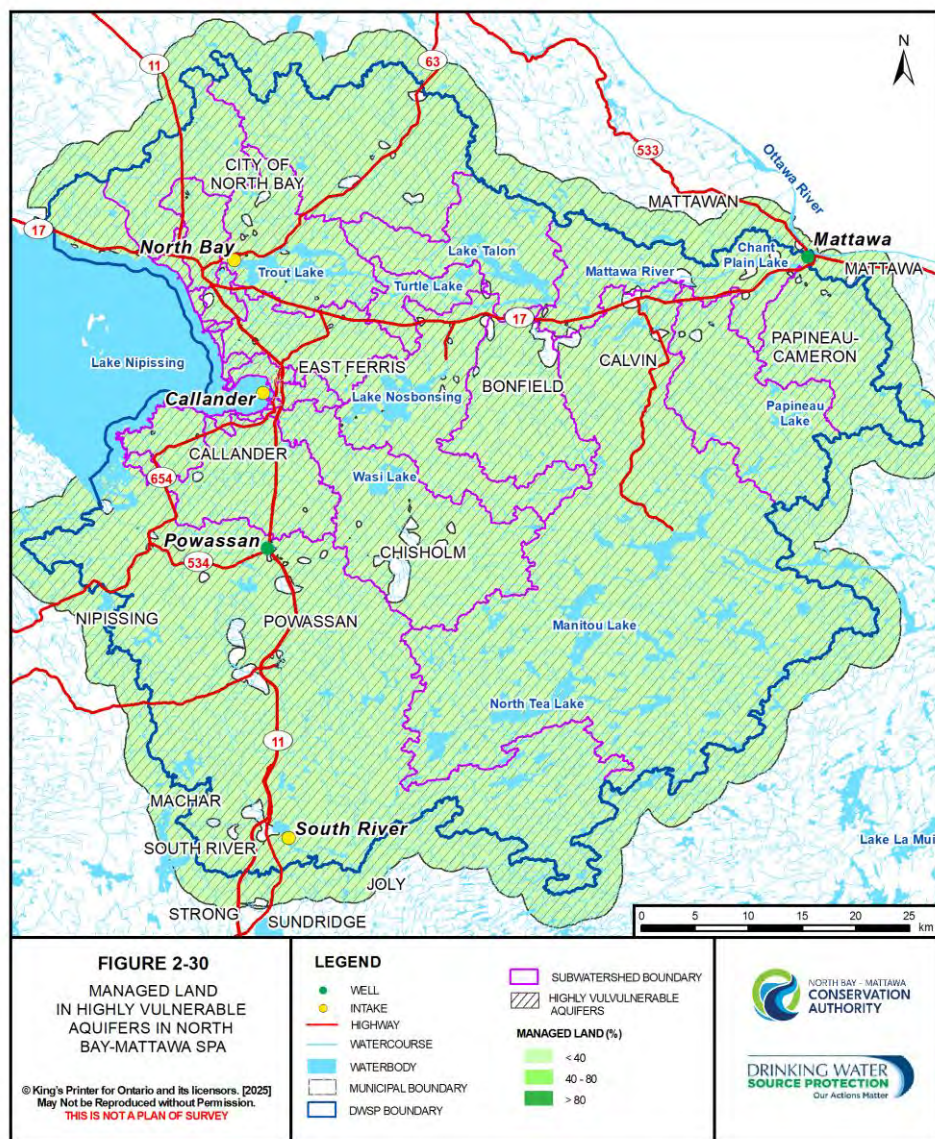 N
11
63
533
Ottawa River
CITY OF
NORTH BAY
MATTAWAN
17
North Bay
Mattawa
Lake Talon
Chant
Plain Lake
MATTAWA
Trout Lake
Mattawa River
Turtle Lake
17
PAPINEAU-
CAMERON
Lake Nipissing
EAST FERRIS
CALVIN
BONFIELD
Callander
Lake Nosbonsing
Papineau
Lake
CALLANDER
654
Wasi Lake
Powassan
CHISHOLM
534
NIPISSING
POWASSAN
Manitou Lake
North Tea Lake
11
MACHAR
South River
SOUTH RIVER
Lake La Mui
JOLY
STRONG
SUNDRIDGE
0 5 10 15 20 25
km
FIGURE 2-30
MANAGED LAND
IN HIGHLY VULNERABLE
AQUIFERS IN NORTH
BAY-MATTAWA SPA
© King's Printer for Ontario and its licensors. [2025]
May Not be Reproduced without Permission.
THIS IS NOT A PLAN OF SURVEY
LEGEND
WELL
INTAKE
HIGHWAY
WATERCOURSE
WATERBODY
MUNICIPAL BOUNDARY
DWSP BOUNDARY
SUBWATERSHED BOUNDARY
HIGHLY VULVULNERABLE
AQUIFERS
MANAGED LAND (%)
< 40
40 - 80
> 80
NORTH BAY - MATTAWA
CONSERVATION
AUTHORITY
DRINKING WATER
SOURCE PROTECTION
Our Actions Matter